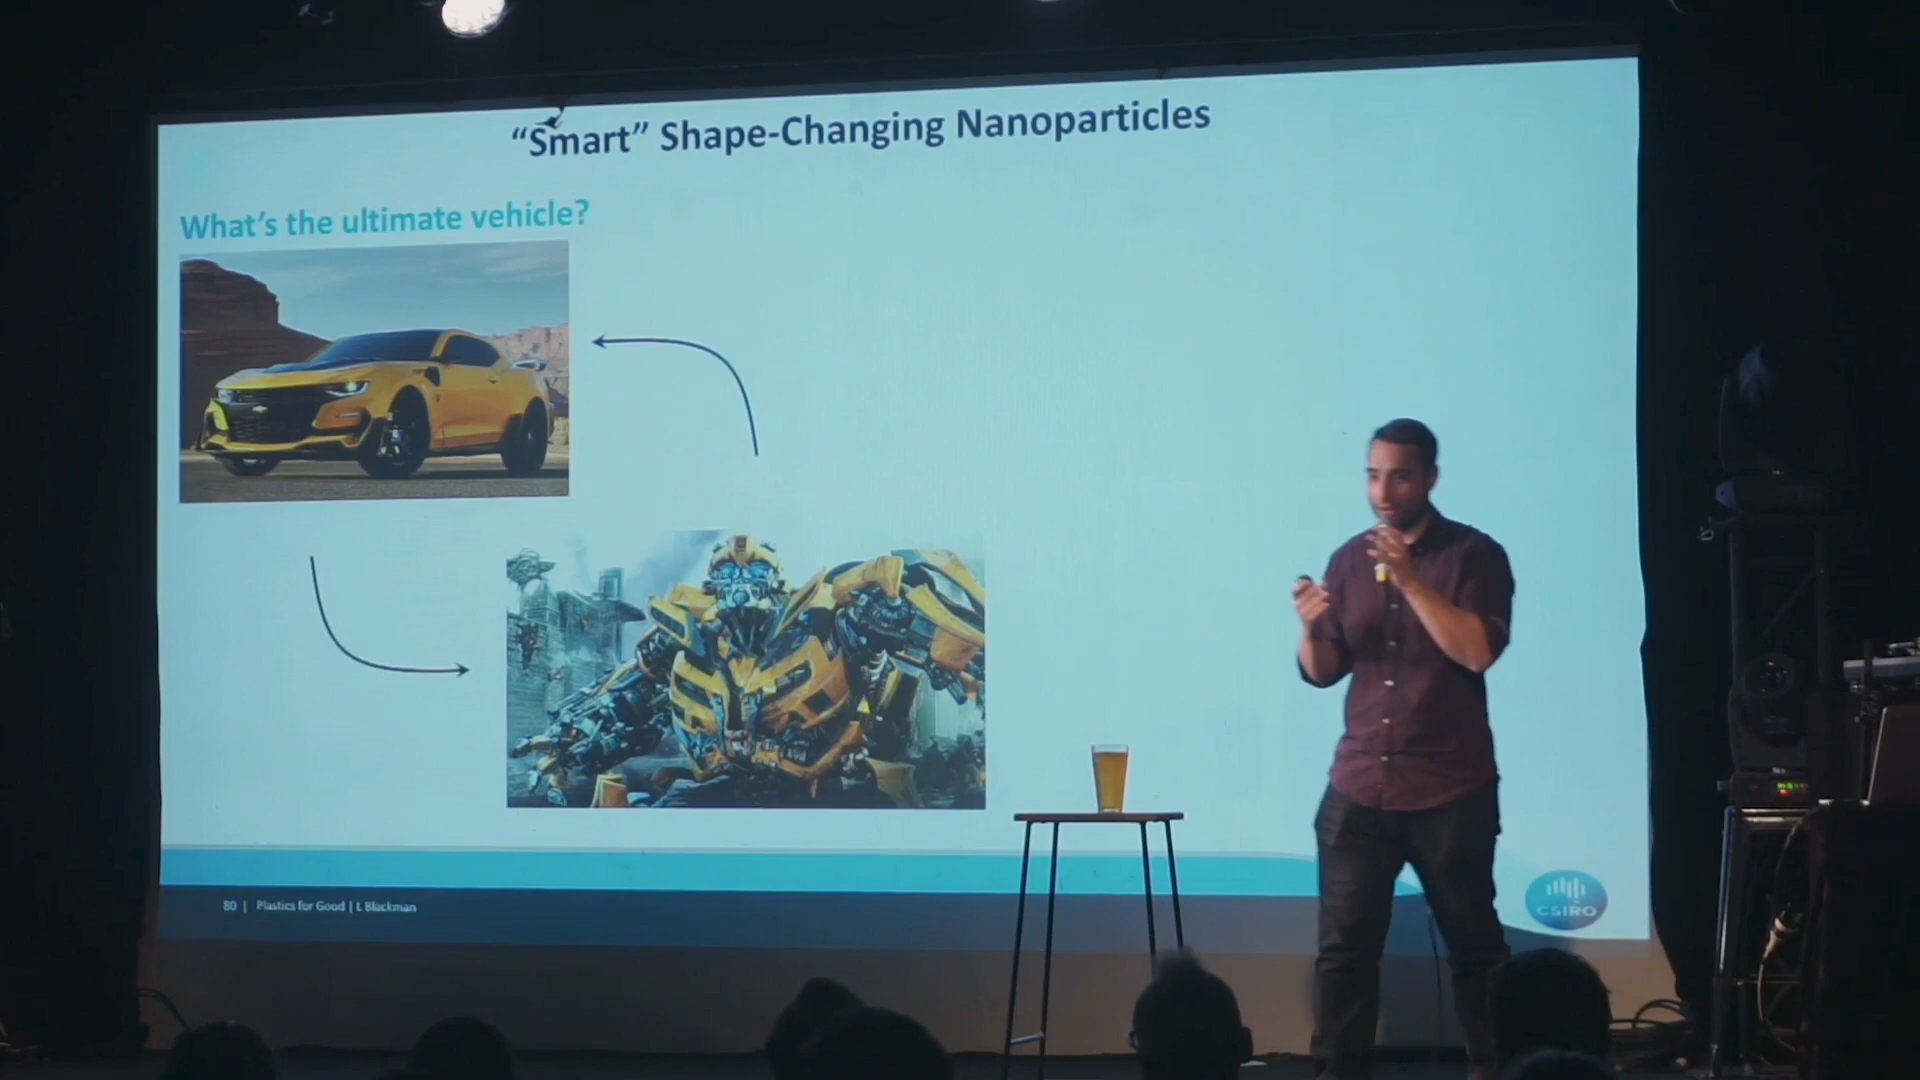 “Smart” Shape-Changing Nanoparticles
What’s the ultimate vehicle?
80 | Plastics for Good | L Blackman
CSIRO